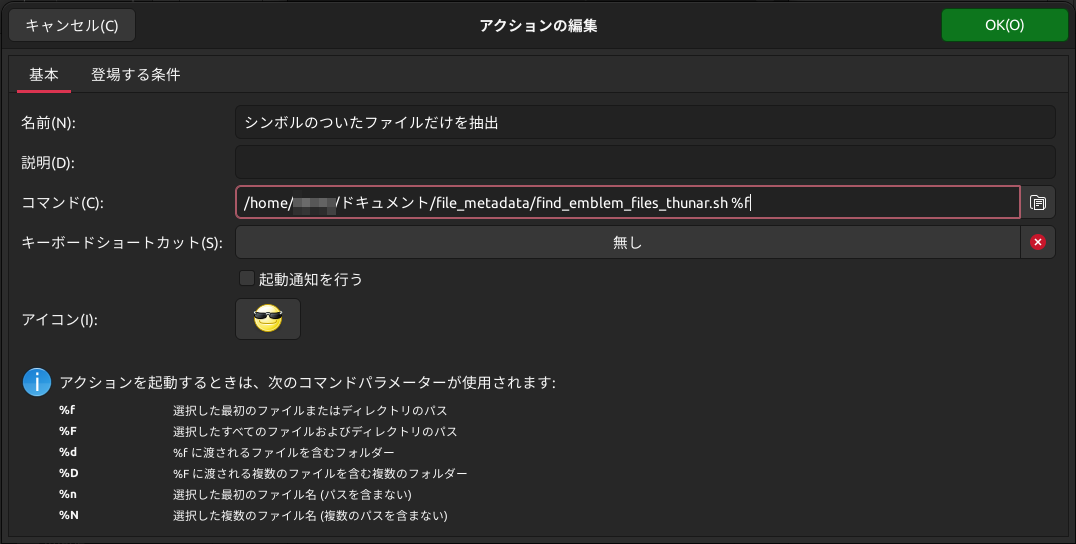 キャンセル(C) アクションの編集 OK(O)
基本 登場する条件
名前(N): シンボルのついたファイルだけを抽出
説明(D):
コマンド(C): /home/ /ドキュメント/file_metadata/find_emblem_files_thunar.sh %f
キーボードショートカット(S): 無し
起動通知を行う
アイコン(I):
アクションを起動するときは、次のコマンドパラメーターが使用されます:
%f 選択した最初のファイルまたはディレクトリのパス
%F 選択したすべてのファイルおよびディレクトリのパス
%d %f に渡されるファイルを含むフォルダー
%D %F に渡される複数のファイルを含む複数のフォルダー
%n 選択した最初のファイル名 (パスを含まない)
%N 選択した複数のファイル名 (複数のパスを含まない)